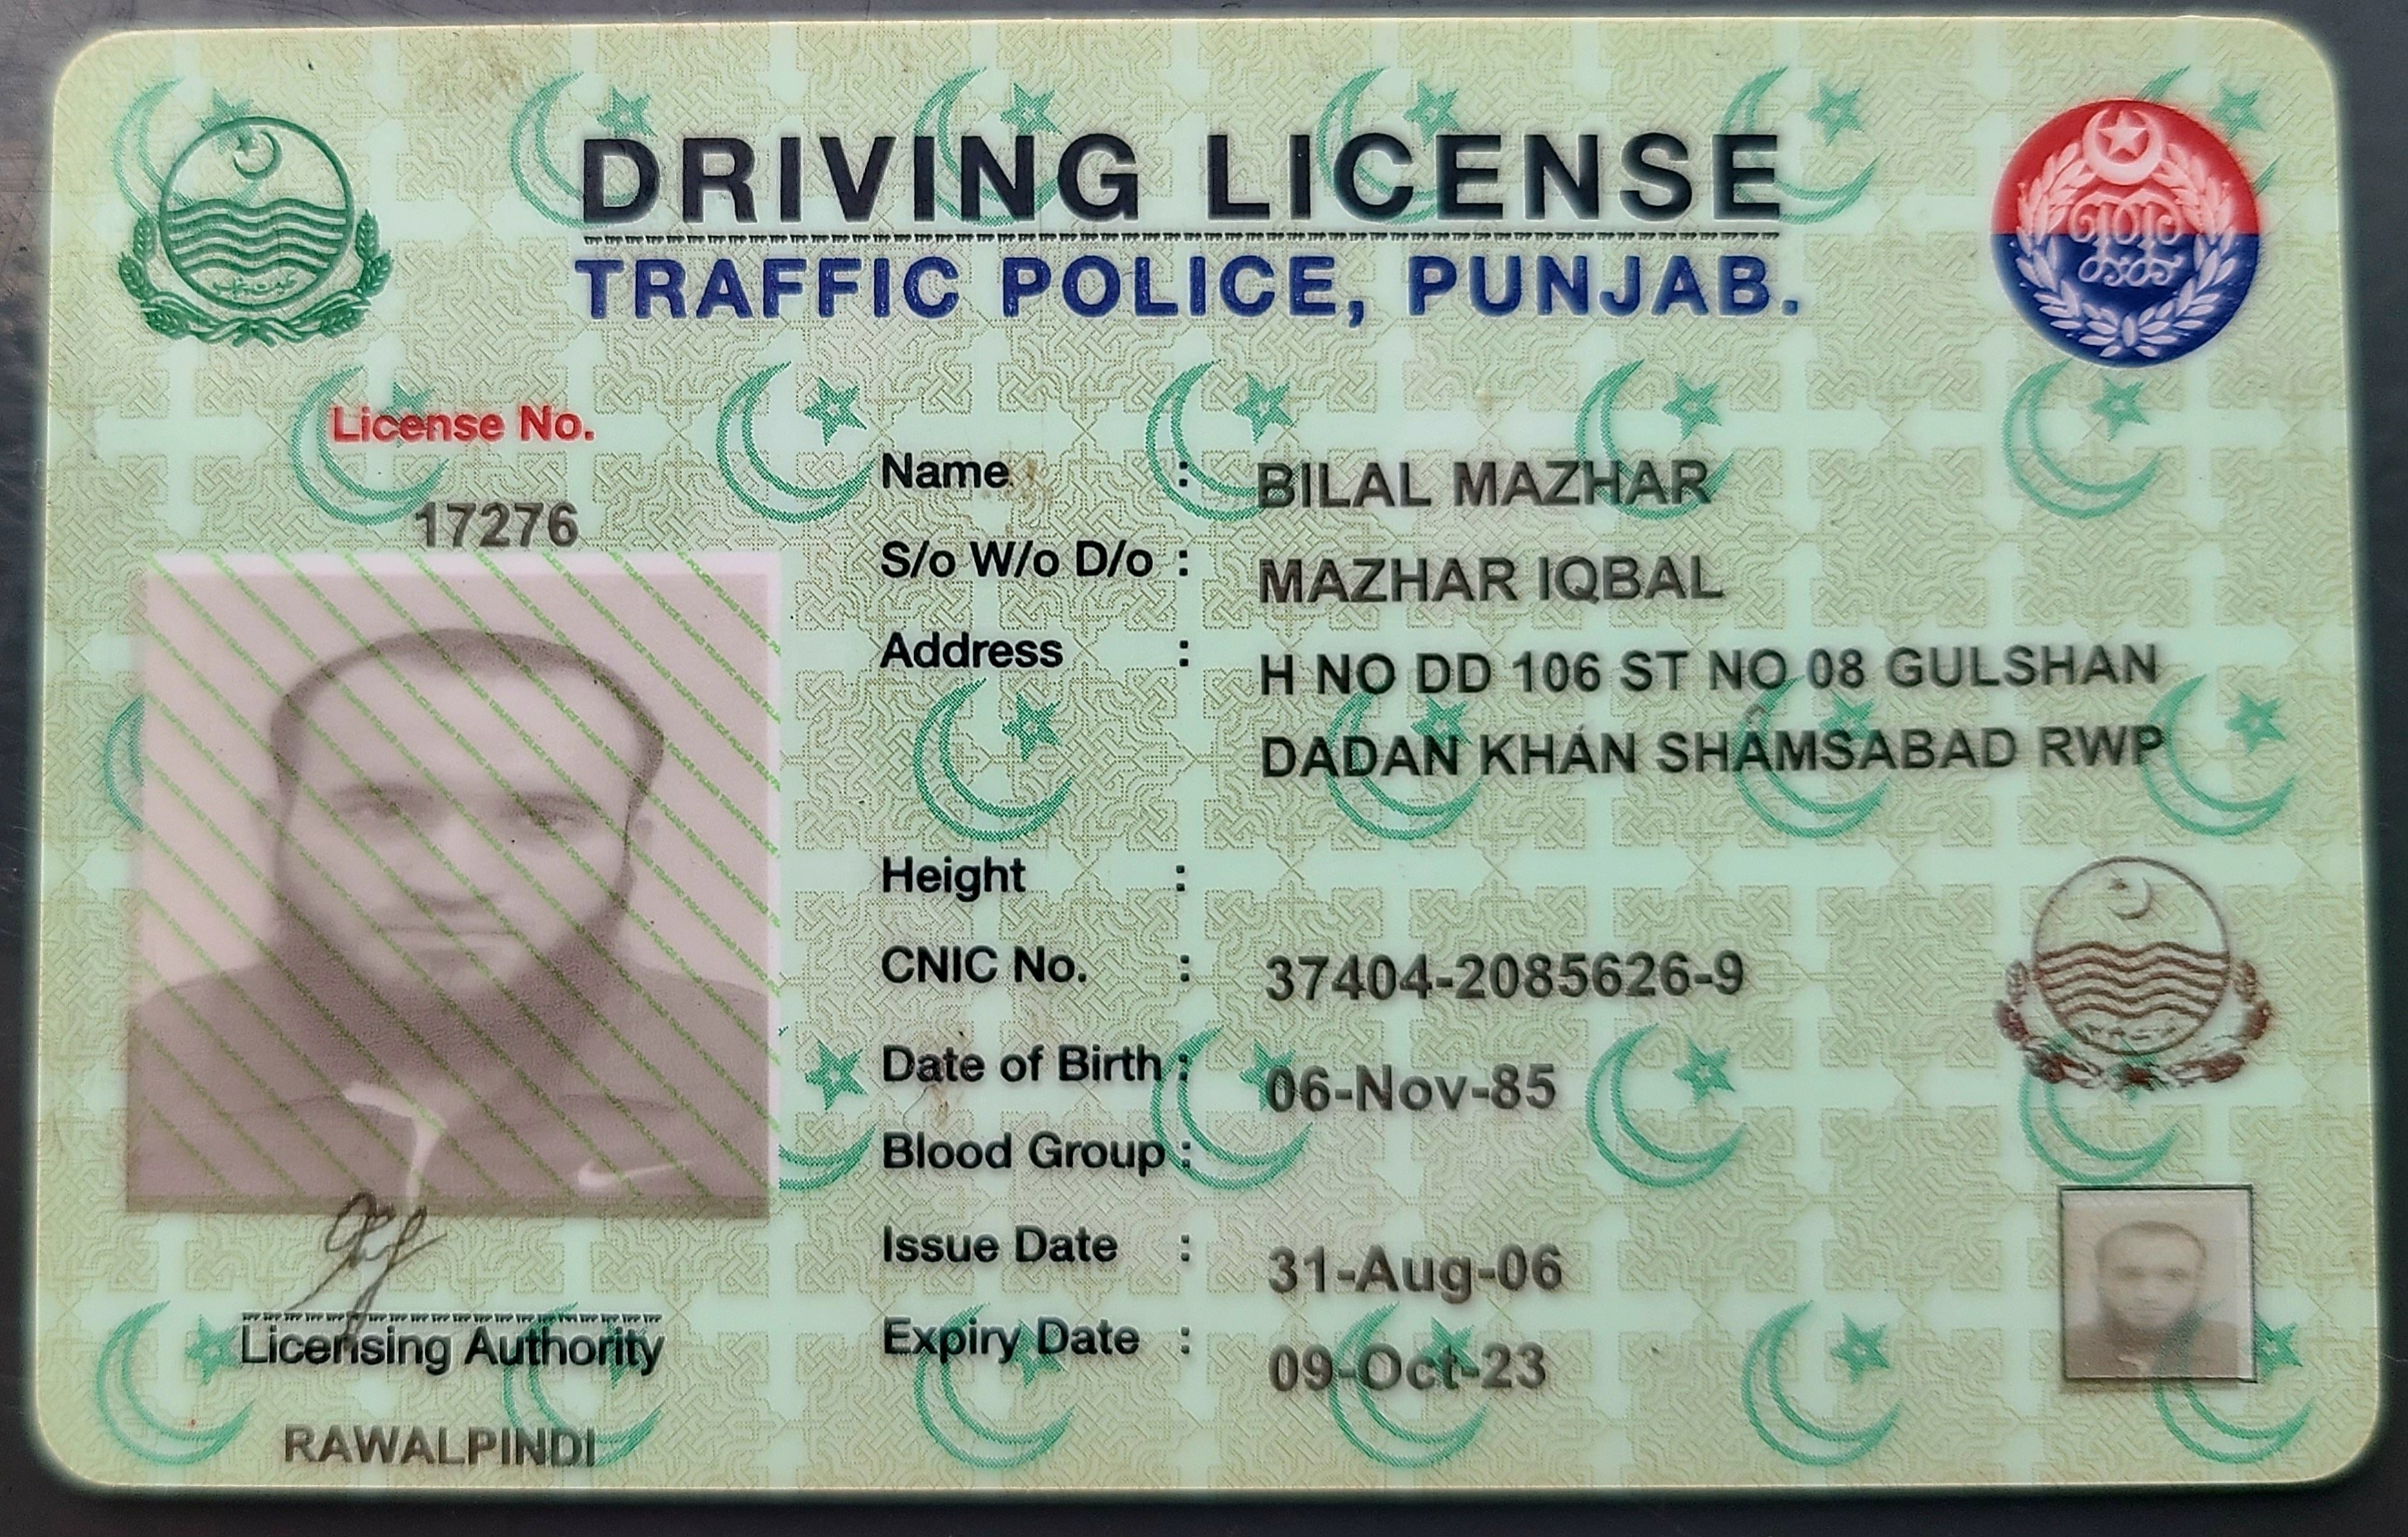 DRIVING LICENSE
TRAFFIC POLICE, PUNJAB.
License No.
17276
Name : BILAL MAZHAR
S/o W/o D/o : MAZHAR IQBAL
Address : H NO DD 106 ST NO 08 GULSHAN
DADAN KHAN SHAMSABAD RWP
Height :
CNIC No. : 37404-2085626-9
Date of Birth : 06-Nov-85
Blood Group :
Issue Date : 31-Aug-06
Expiry Date : 09-Oct-23
Licensing Authority
RAWALPINDI